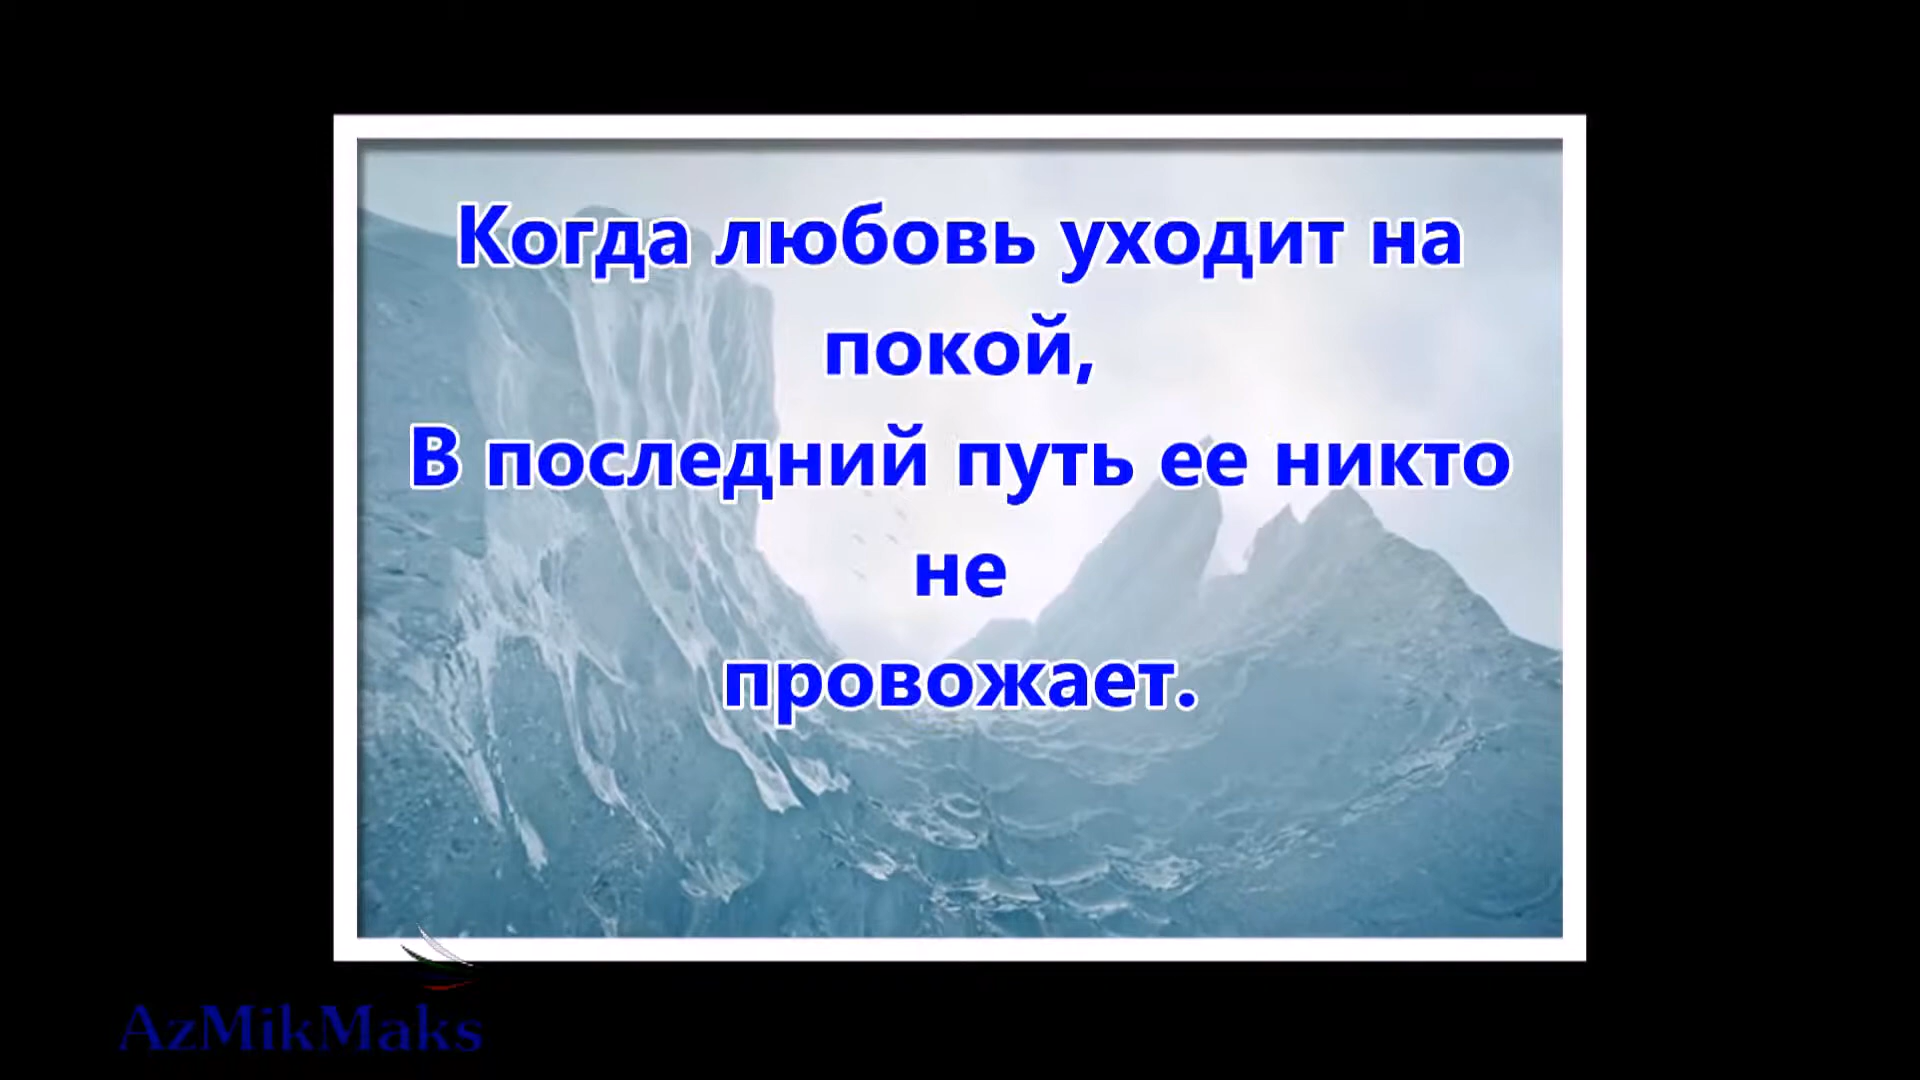 Когда любовь уходит на
покой,
В последний путь ее никто
не
провожает.
AzMikMaks